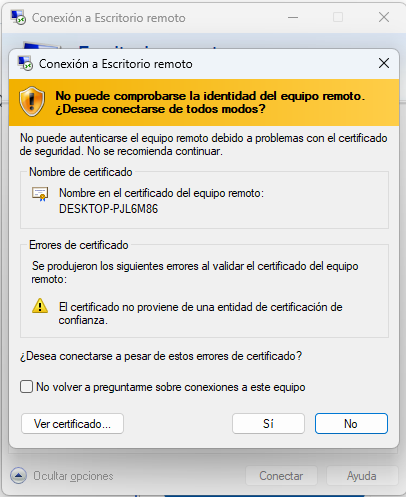 Conexión a Escritorio remoto
No puede comprobarse la identidad del equipo remoto.
¿Desea conectarse de todos modos?
No puede autenticarse el equipo remoto debido a problemas con el certificado
de seguridad. No se recomienda continuar.
Nombre de certificado
Nombre en el certificado del equipo remoto:
DESKTOP-PJL6M86
Errores de certificado
Se produjeron los siguientes errores al validar el certificado del equipo
remoto:
El certificado no proviene de una entidad de certificación de
confianza.
¿Desea conectarse a pesar de estos errores de certificado?
No volver a preguntarme sobre conexiones a este equipo
Ver certificado...
Sí
No
Ocultar opciones
Conectar
Ayuda